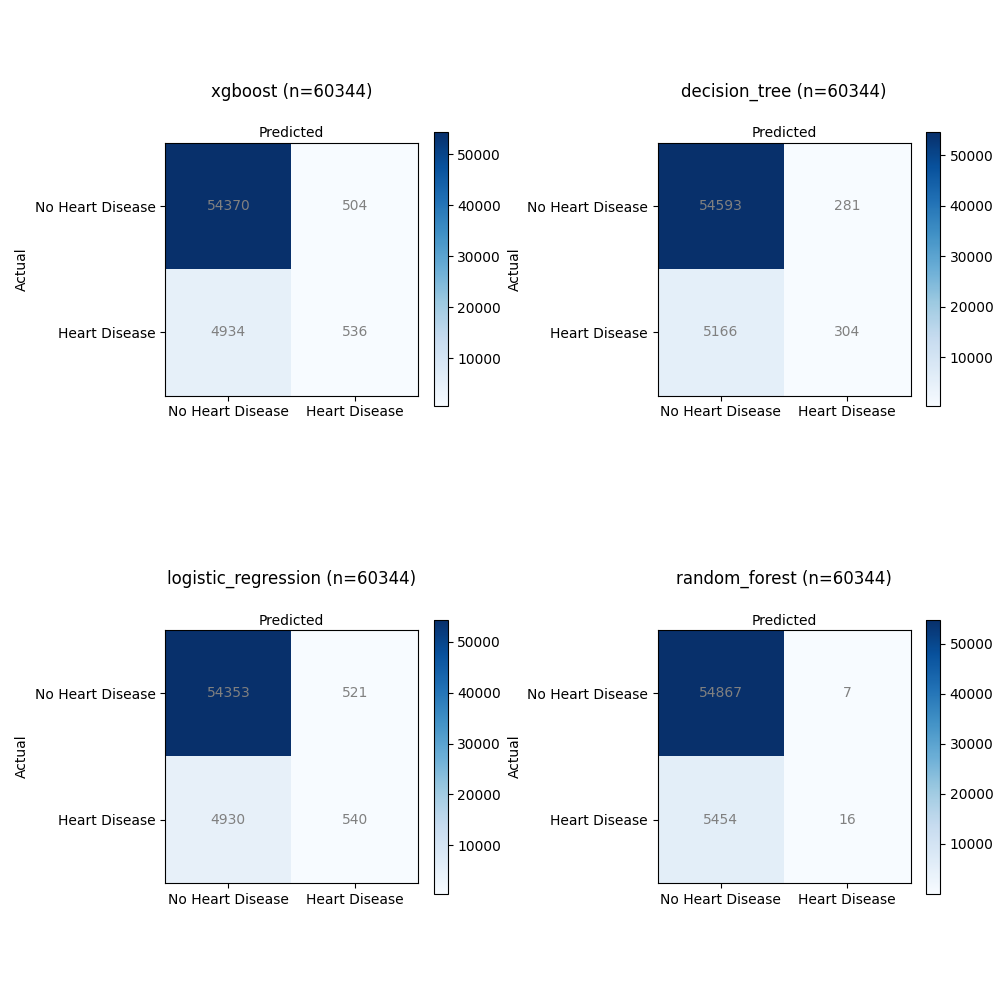 xgboost (n=60344)
Predicted
No Heart Disease
Heart Disease
Actual
54370 504
4934 536
No Heart Disease Heart Disease
50000
40000
30000
20000
10000
decision_tree (n=60344)
Predicted
No Heart Disease
Heart Disease
Actual
54593 281
5166 304
No Heart Disease Heart Disease
50000
40000
30000
20000
10000
logistic_regression (n=60344)
Predicted
No Heart Disease
Heart Disease
Actual
54353 521
4930 540
No Heart Disease Heart Disease
50000
40000
30000
20000
10000
random_forest (n=60344)
Predicted
No Heart Disease
Heart Disease
Actual
54867 7
5454 16
No Heart Disease Heart Disease
50000
40000
30000
20000
10000